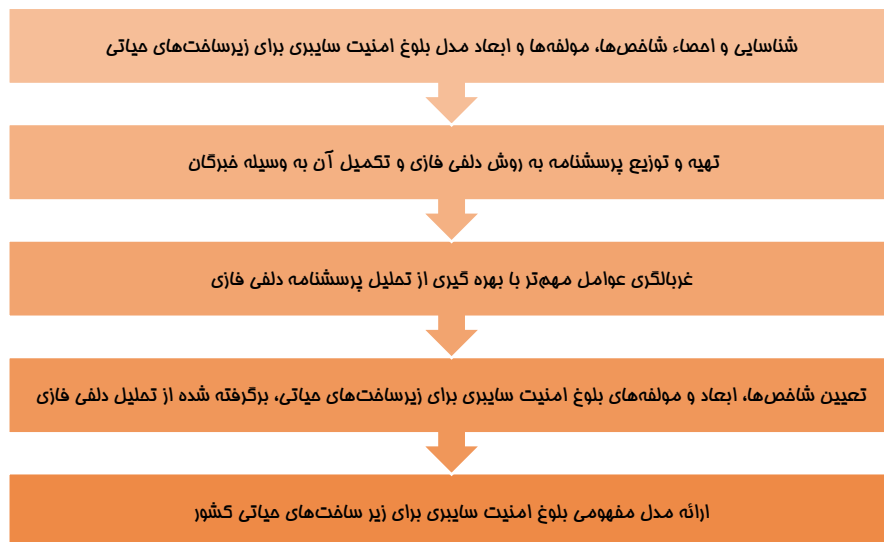 شناسایی و احصاء شاخص‌ها، مولفه‌ها و ابعاد مدل بلوغ امنیت سایبری برای زیرساخت‌های حیاتی
تهیه و توزیع پرسشنامه به روش دلفی فازی و تکمیل آن به وسیله خبرگان
غربالگری عوامل مهم‌تر با بهره گیری از تحلیل پرسشنامه دلفی فازی
تعیین شاخص‌ها، ابعاد و مولفه‌های بلوغ امنیت سایبری برای زیرساخت‌های حیاتی، برگرفته شده از تحلیل دلفی فازی
ارائه مدل مفهومی بلوغ امنیت سایبری برای زیر ساخت‌های حیاتی کشور